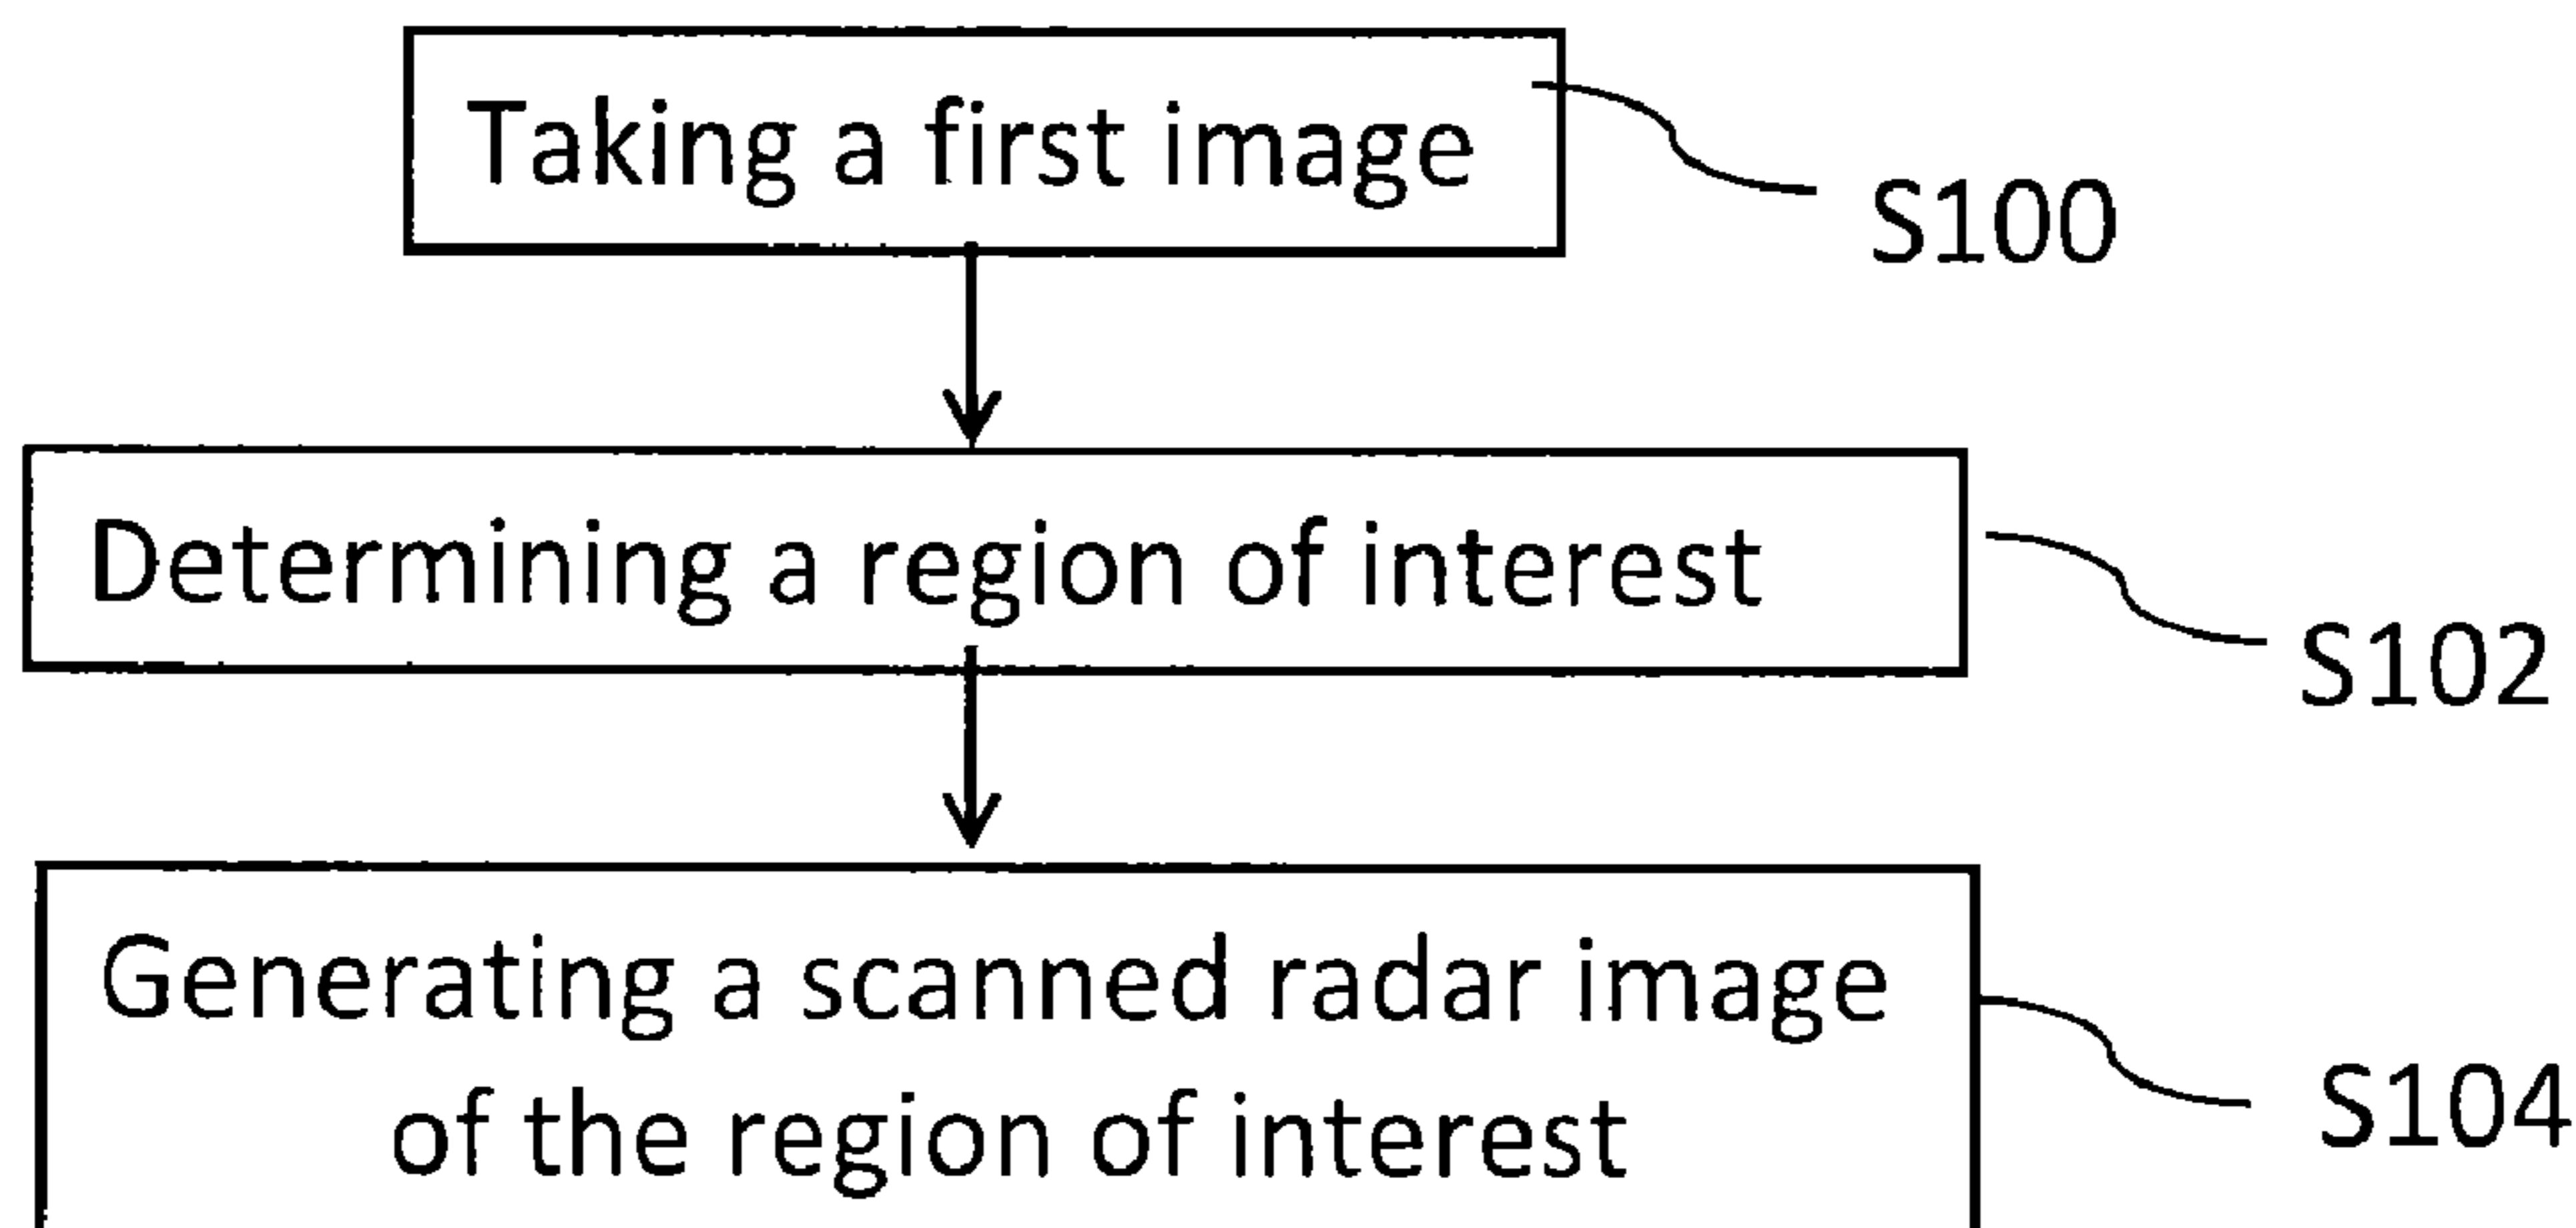 Taking a first image
S100
Determining a region of interest
S102
Generating a scanned radar image
of the region of interest
S104